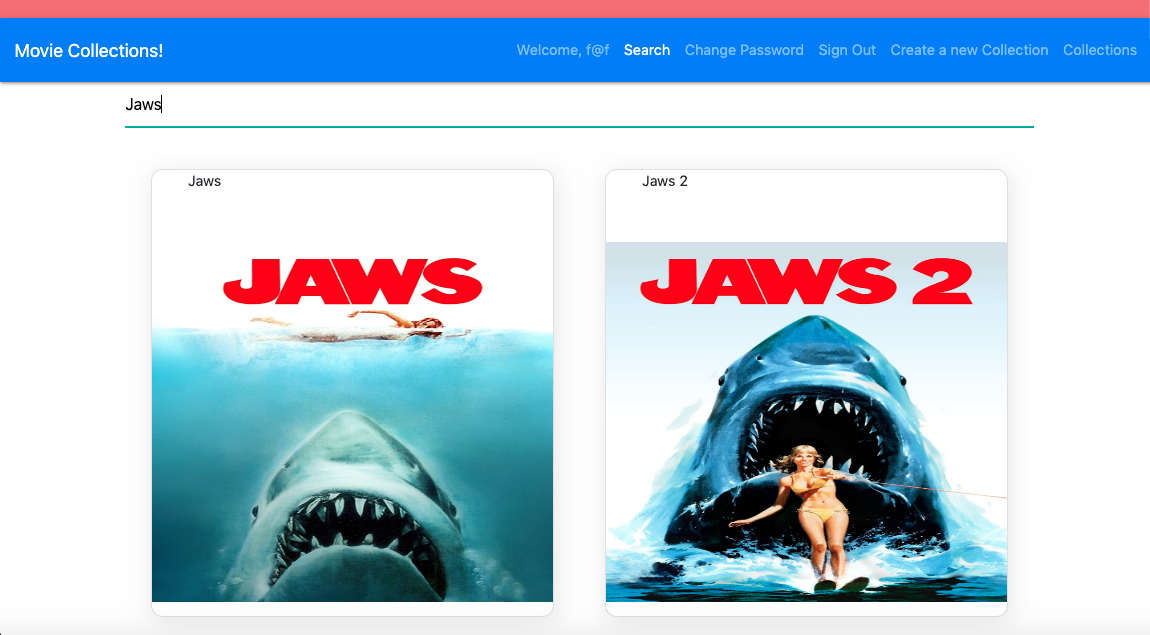 Movie Collections!
Welcome, f@f Search Change Password Sign Out Create a new Collection Collections
Jaws
Jaws
Jaws 2
JAWS
JAWS 2